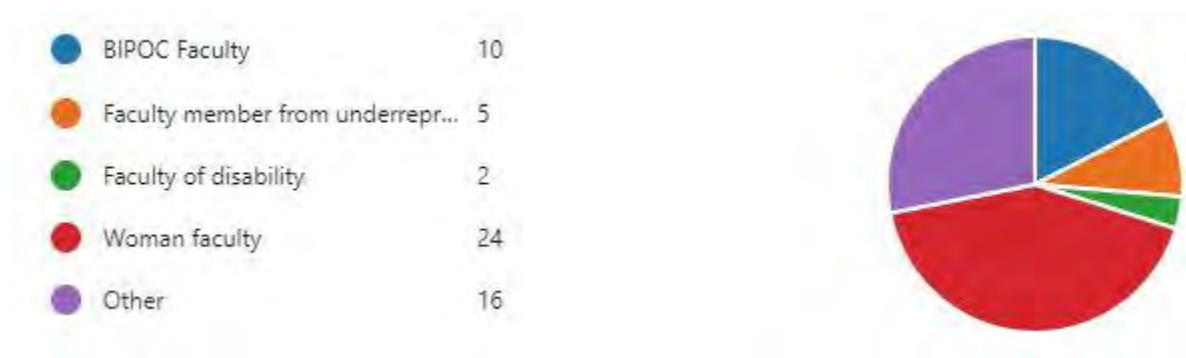 BIPOC Faculty 10
Faculty member from underrepr... 5
Faculty of disability 2
Woman faculty 24
Other 16